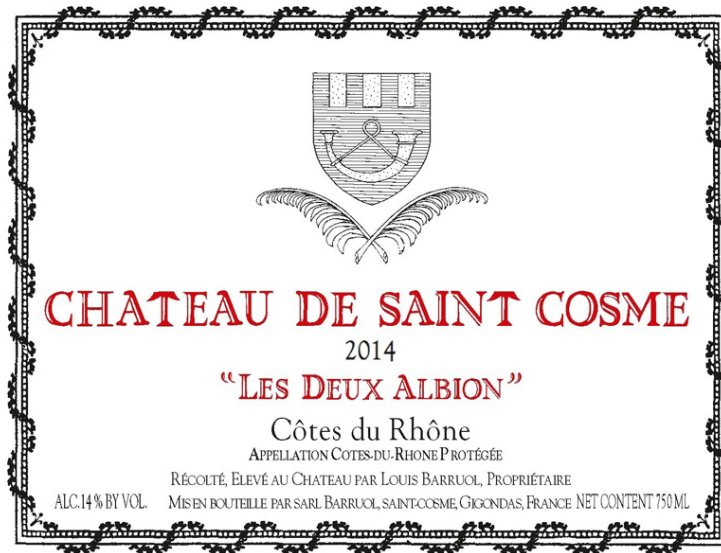 CHATEAU DE SAINT COSME
2014
“LES DEUX ALBION”
Côtes du Rhône
APPELLATION COTES-DU-RHONE PROTÉGÉE
RÉCOLTÉ, ELEVÉ AU CHATEAU PAR LOUIS BARRUOL, PROPRIÉTAIRE
ALC.14 % BY VOL. MIS EN BOUTEILLE PAR SARL BARRUOL, SAINT-COSME, GIGONDAS, FRANCE NET CONTENT 750 ML